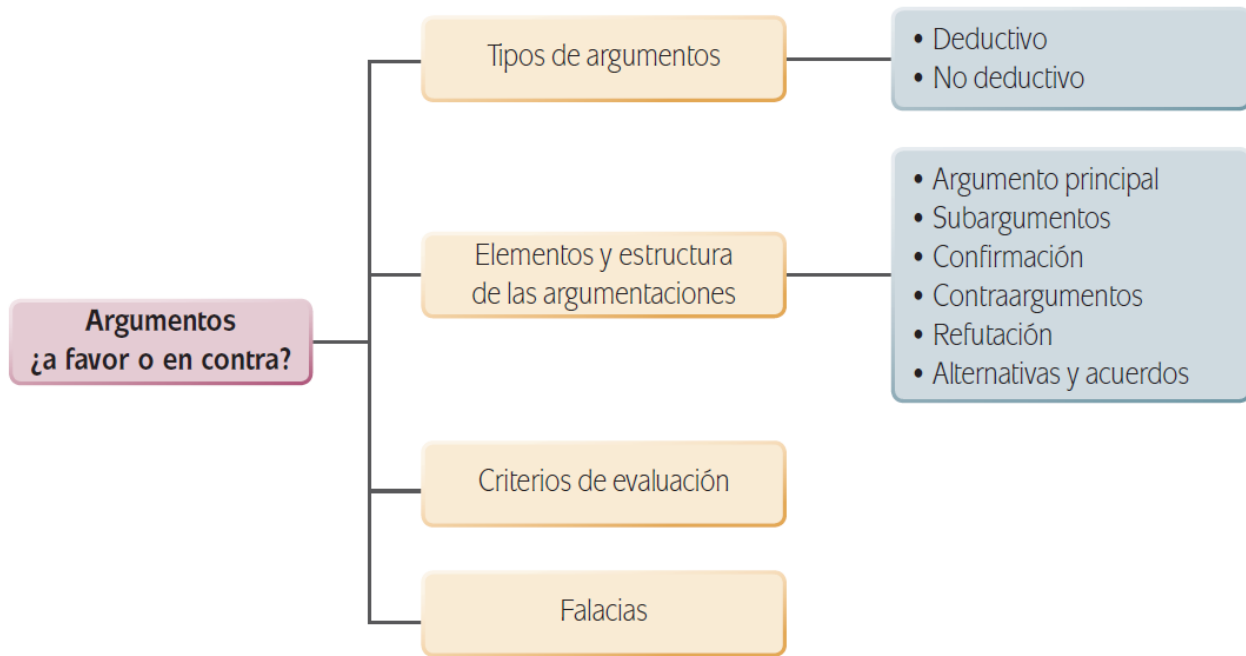 Argumentos
¿a favor o en contra?
Tipos de argumentos
• Deductivo
• No deductivo
Elementos y estructura
de las argumentaciones
• Argumento principal
• Subargumentos
• Confirmación
• Contraargumentos
• Refutación
• Alternativas y acuerdos
Criterios de evaluación
Falacias